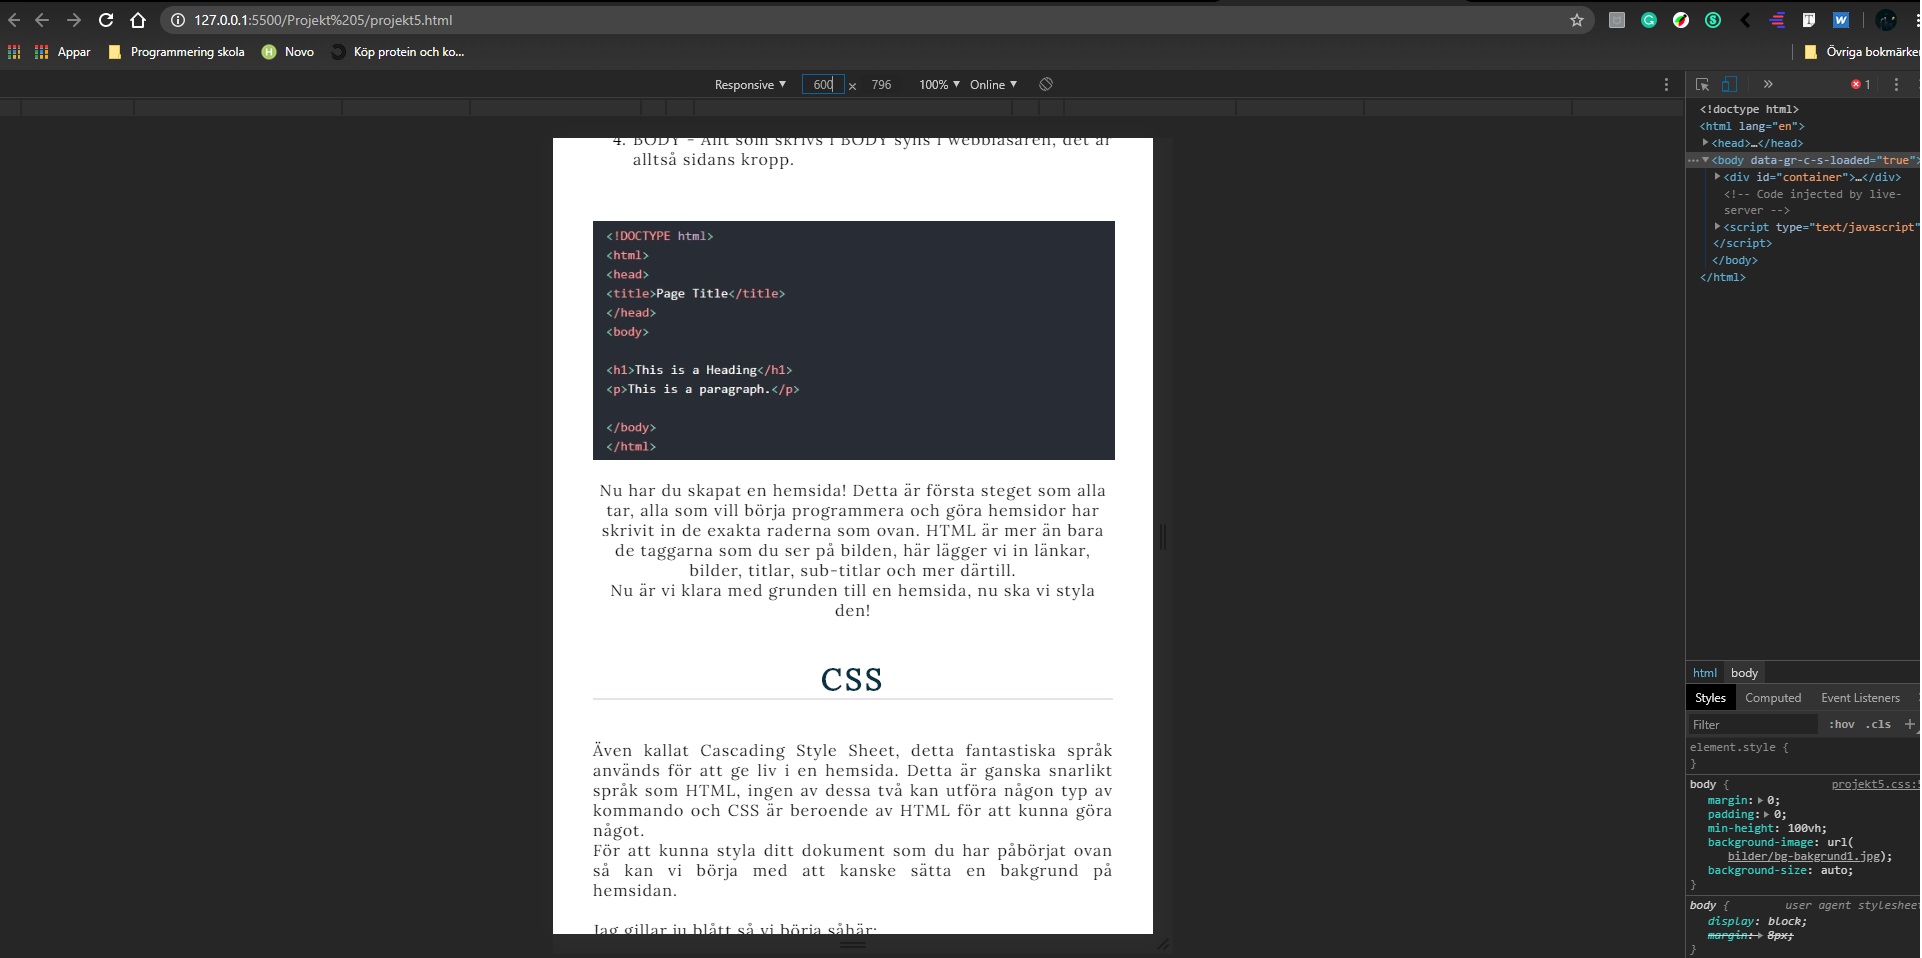 127.0.0.1:5500/Projekt%205/projekt5.html
Appar Programmering skola Novo Köp protein och ko... Övriga bokmärke
Responsive 600 × 796 100% Online 1
4. BODY - Allt som skrivs i BODY syns i webbläsaren, det är
alltså sidans kropp.
<!DOCTYPE html>
<html>
<head>
<title>Page Title</title>
</head>
<body>
<h1>This is a Heading</h1>
<p>This is a paragraph.</p>
</body>
</html>
Nu har du skapat en hemsida! Detta är första steget som alla
tar, alla som vill börja programmera och göra hemsidor har
skrivit in de exakta raderna som ovan. HTML är mer än bara
de taggarna som du ser på bilden, här lägger vi in länkar,
bilder, titlar, sub-titlar och mer därtill.
Nu är vi klara med grunden till en hemsida, nu ska vi styla
den!
CSS
Även kallat Cascading Style Sheet, detta fantastiska språk
används för att ge liv i en hemsida. Detta är ganska snarlikt
språk som HTML, ingen av dessa två kan utföra någon typ av
kommando och CSS är beroende av HTML för att kunna göra
något.
För att kunna styla ditt dokument som du har påbörjat ovan
så kan vi börja med att kanske sätta en bakgrund på
hemsidan.
Jag gillar ju blått så vi börja såhär:
<!doctype html>
<html lang="en">
<head>…</head>
<body data-gr-c-s-loaded="true">
<div id="container">…</div>
<!-- Code injected by live-
server -->
<script type="text/javascript"
</script>
</body>
</html>
html body
Styles Computed Event Listeners
Filter :hov .cls +
element.style {
}
body { projekt5.css:5
margin: 0;
padding: 0;
min-height: 100vh;
background-image: url(
bilder/bg-bakgrund1.jpg);
background-size: auto;
}
body { user agent stylesheet
display: block;
margin: 8px;
}